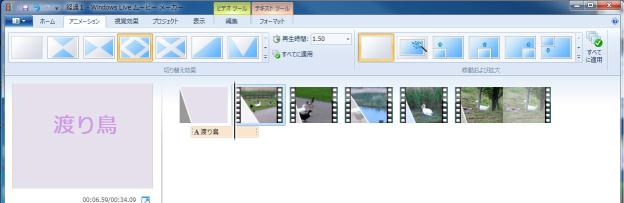 絵通1 - Windows Live ムービー メーカー
ビデオ ツール
テキスト ツール
ホーム アニメーション 視覚効果 プロジェクト 表示 編集 フォーマット
再生時間: 1.50
すべてに適用
切り替え効果
移動および拡大
すべてに適用
渡り鳥
A 渡り鳥
00:06.59/00:34.09